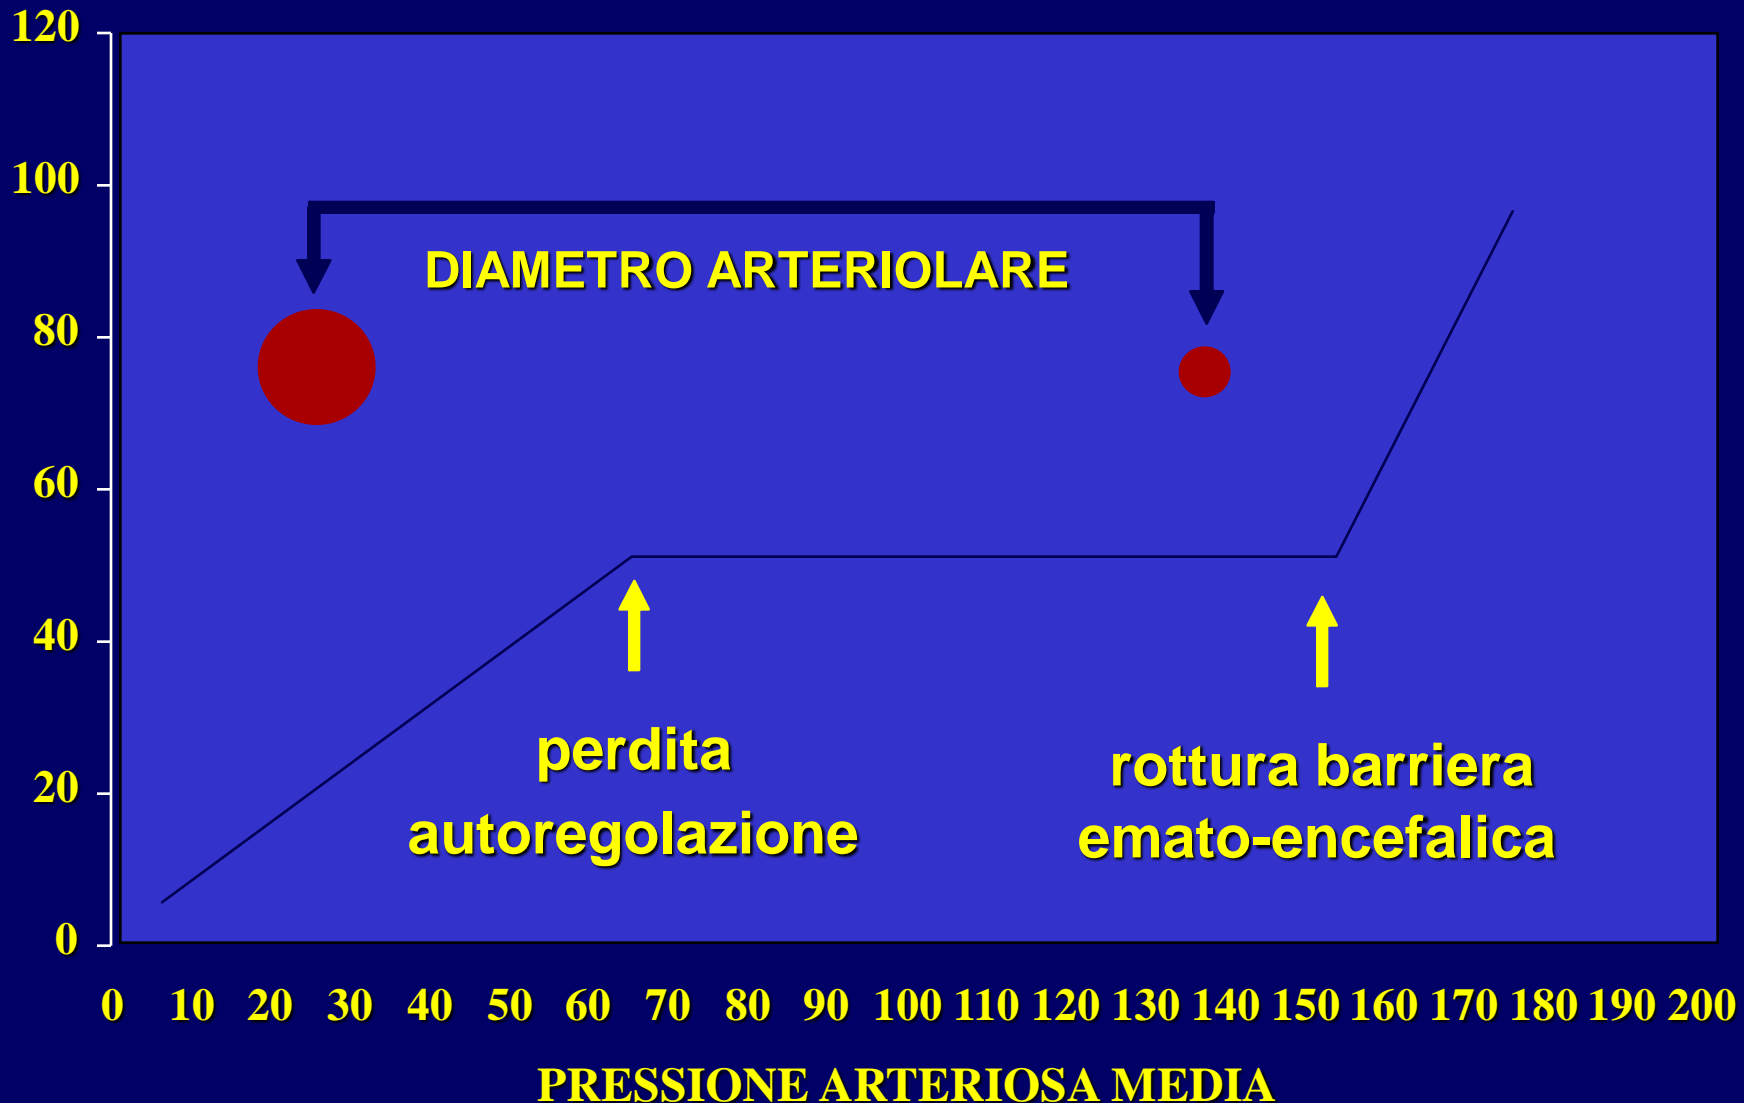 120
100
80
60
40
20
0
DIAMETRO ARTERIOLARE
perdita
autoregolazione
rottura barriera
emato-encefalica
0 10 20 30 40 50 60 70 80 90 100 110 120 130 140 150 160 170 180 190 200
PRESSIONE ARTERIOSA MEDIA